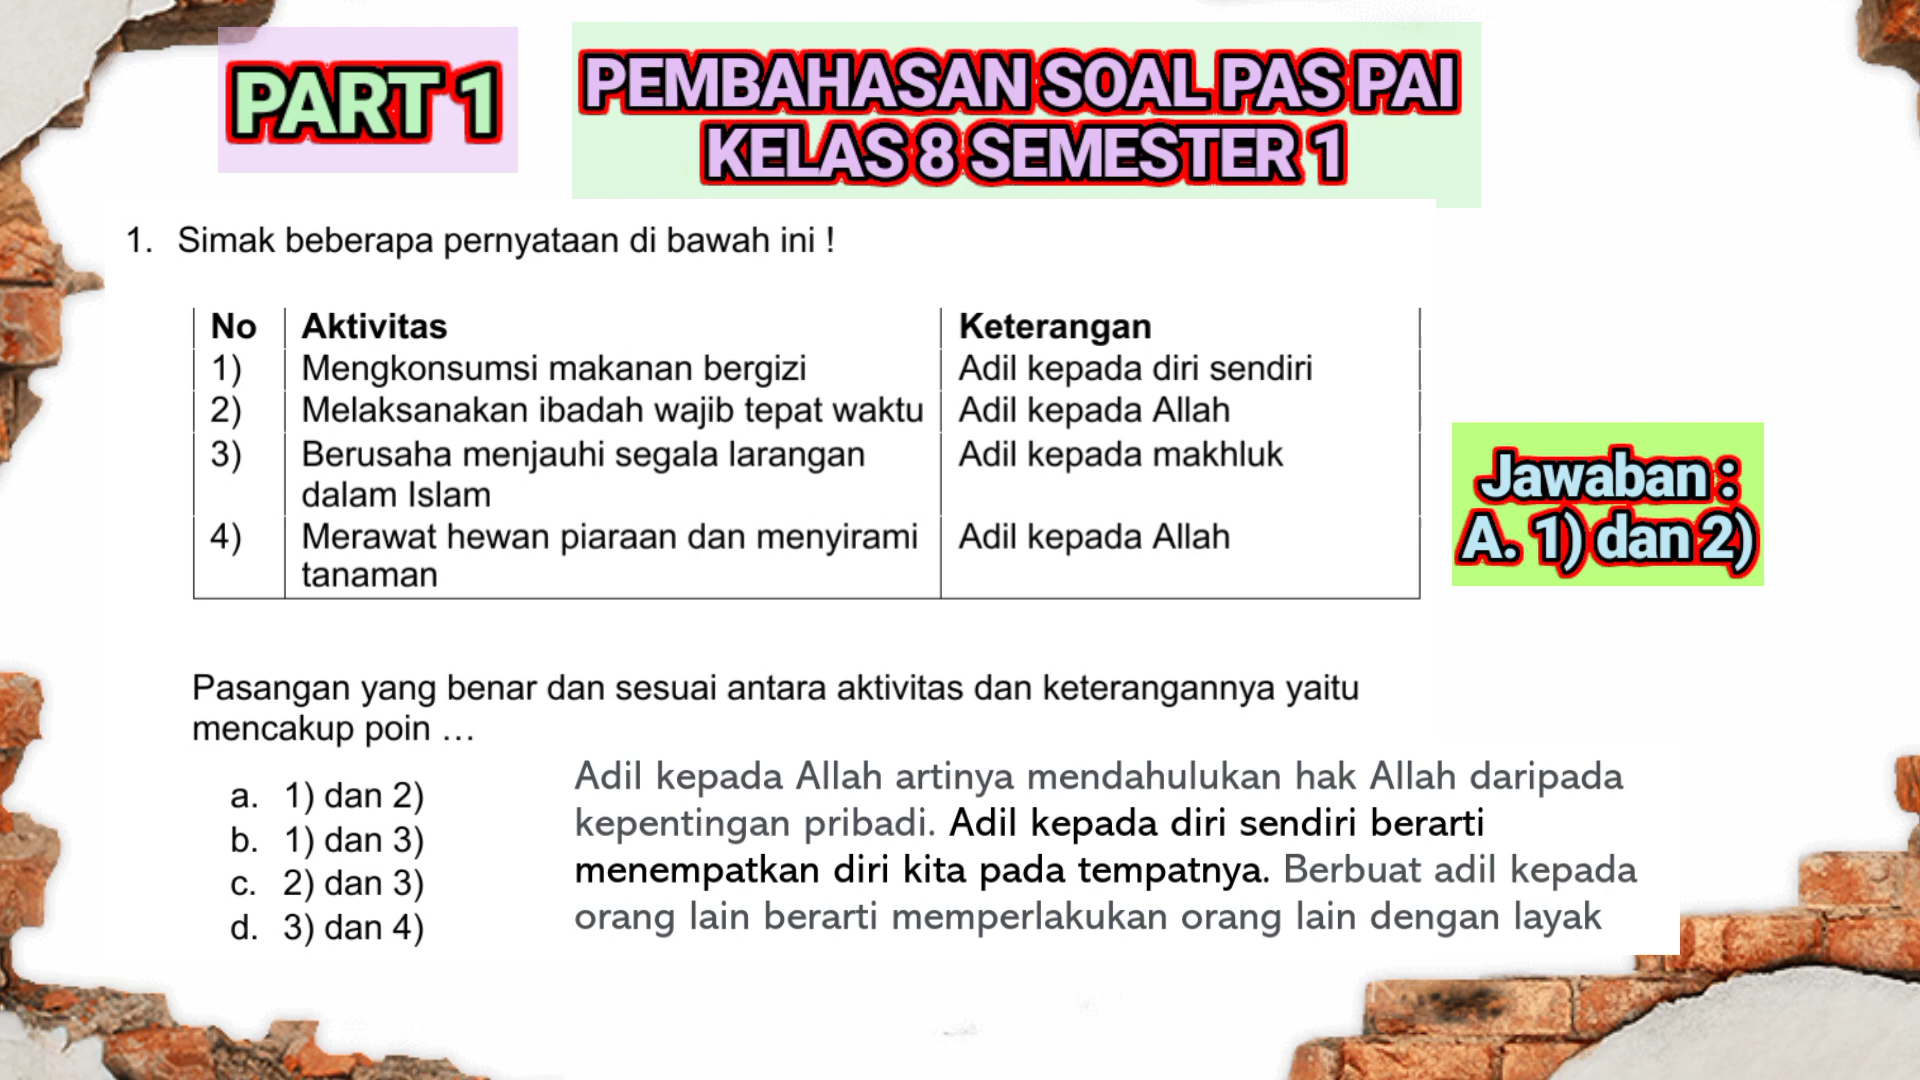 PART 1
PEMBAHASAN SOAL PAS PAI
KELAS 8 SEMESTER 1
1. Simak beberapa pernyataan di bawah ini !
No Aktivitas Keterangan
1) Mengkonsumsi makanan bergizi Adil kepada diri sendiri
2) Melaksanakan ibadah wajib tepat waktu Adil kepada Allah
3) Berusaha menjauhi segala larangan Adil kepada makhluk
dalam Islam
4) Merawat hewan piaraan dan menyirami Adil kepada Allah
tanaman
Jawaban :
A. 1) dan 2)
Pasangan yang benar dan sesuai antara aktivitas dan keterangannya yaitu
mencakup poin …
a. 1) dan 2)
b. 1) dan 3)
c. 2) dan 3)
d. 3) dan 4)
Adil kepada Allah artinya mendahulukan hak Allah daripada
kepentingan pribadi. Adil kepada diri sendiri berarti
menempatkan diri kita pada tempatnya. Berbuat adil kepada
orang lain berarti memperlakukan orang lain dengan layak